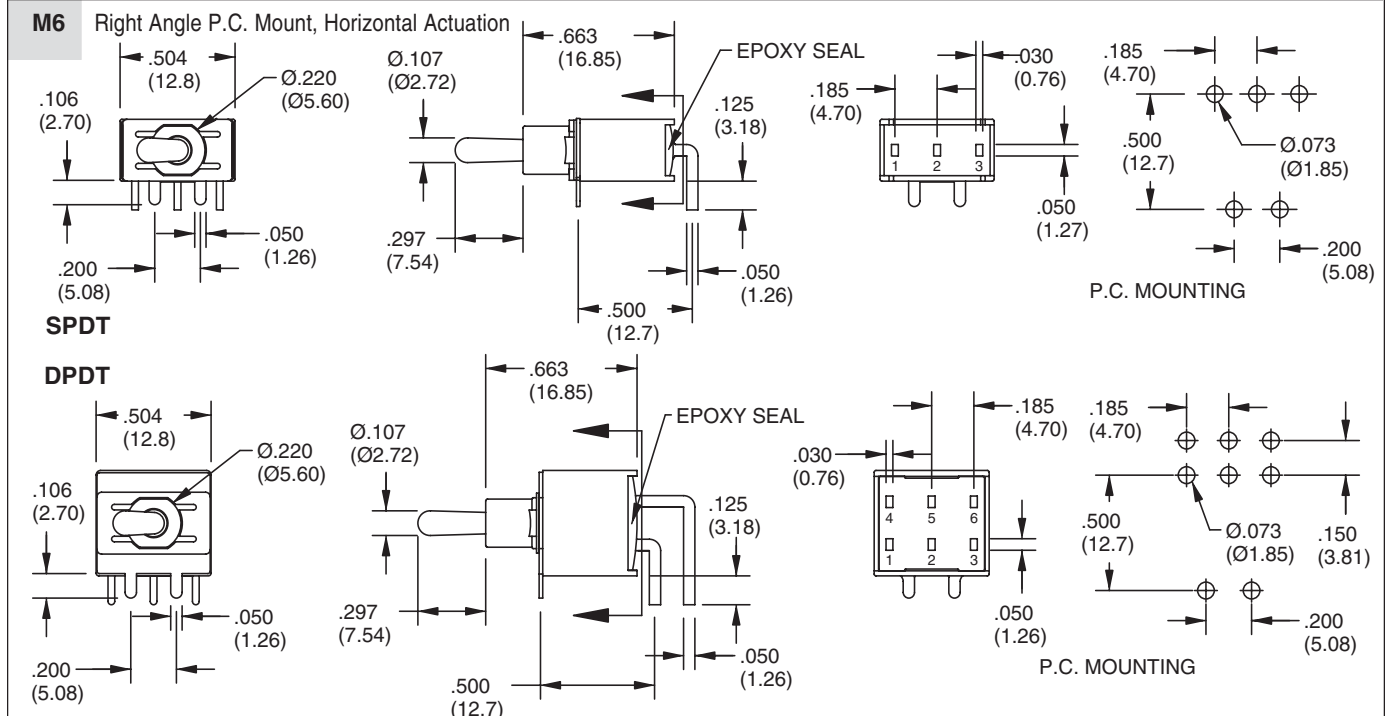 M6 Right Angle P.C. Mount, Horizontal Actuation
.504
(12.8)
Ø.220
(Ø5.60)
.106
(2.70)
.050
(1.26)
.200
(5.08)
SPDT
.663
(16.85)
EPOXY SEAL
Ø.107
(Ø2.72)
.125
(3.18)
.297
(7.54)
.050
(1.26)
.500
(12.7)
.030
(0.76)
.185
(4.70)
1 2 3
.050
(1.27)
.185
(4.70)
.500
(12.7)
Ø.073
(Ø1.85)
.200
(5.08)
P.C. MOUNTING
DPDT
.504
(12.8)
Ø.220
(Ø5.60)
.106
(2.70)
.050
(1.26)
.200
(5.08)
.663
(16.85)
EPOXY SEAL
Ø.107
(Ø2.72)
.125
(3.18)
.297
(7.54)
.050
(1.26)
.500
(12.7)
.185
(4.70)
.030
(0.76)
4 5 6
1 2 3
.050
(1.26)
.185
(4.70)
.500
(12.7)
Ø.073
(Ø1.85)
.150
(3.81)
.200
(5.08)
P.C. MOUNTING